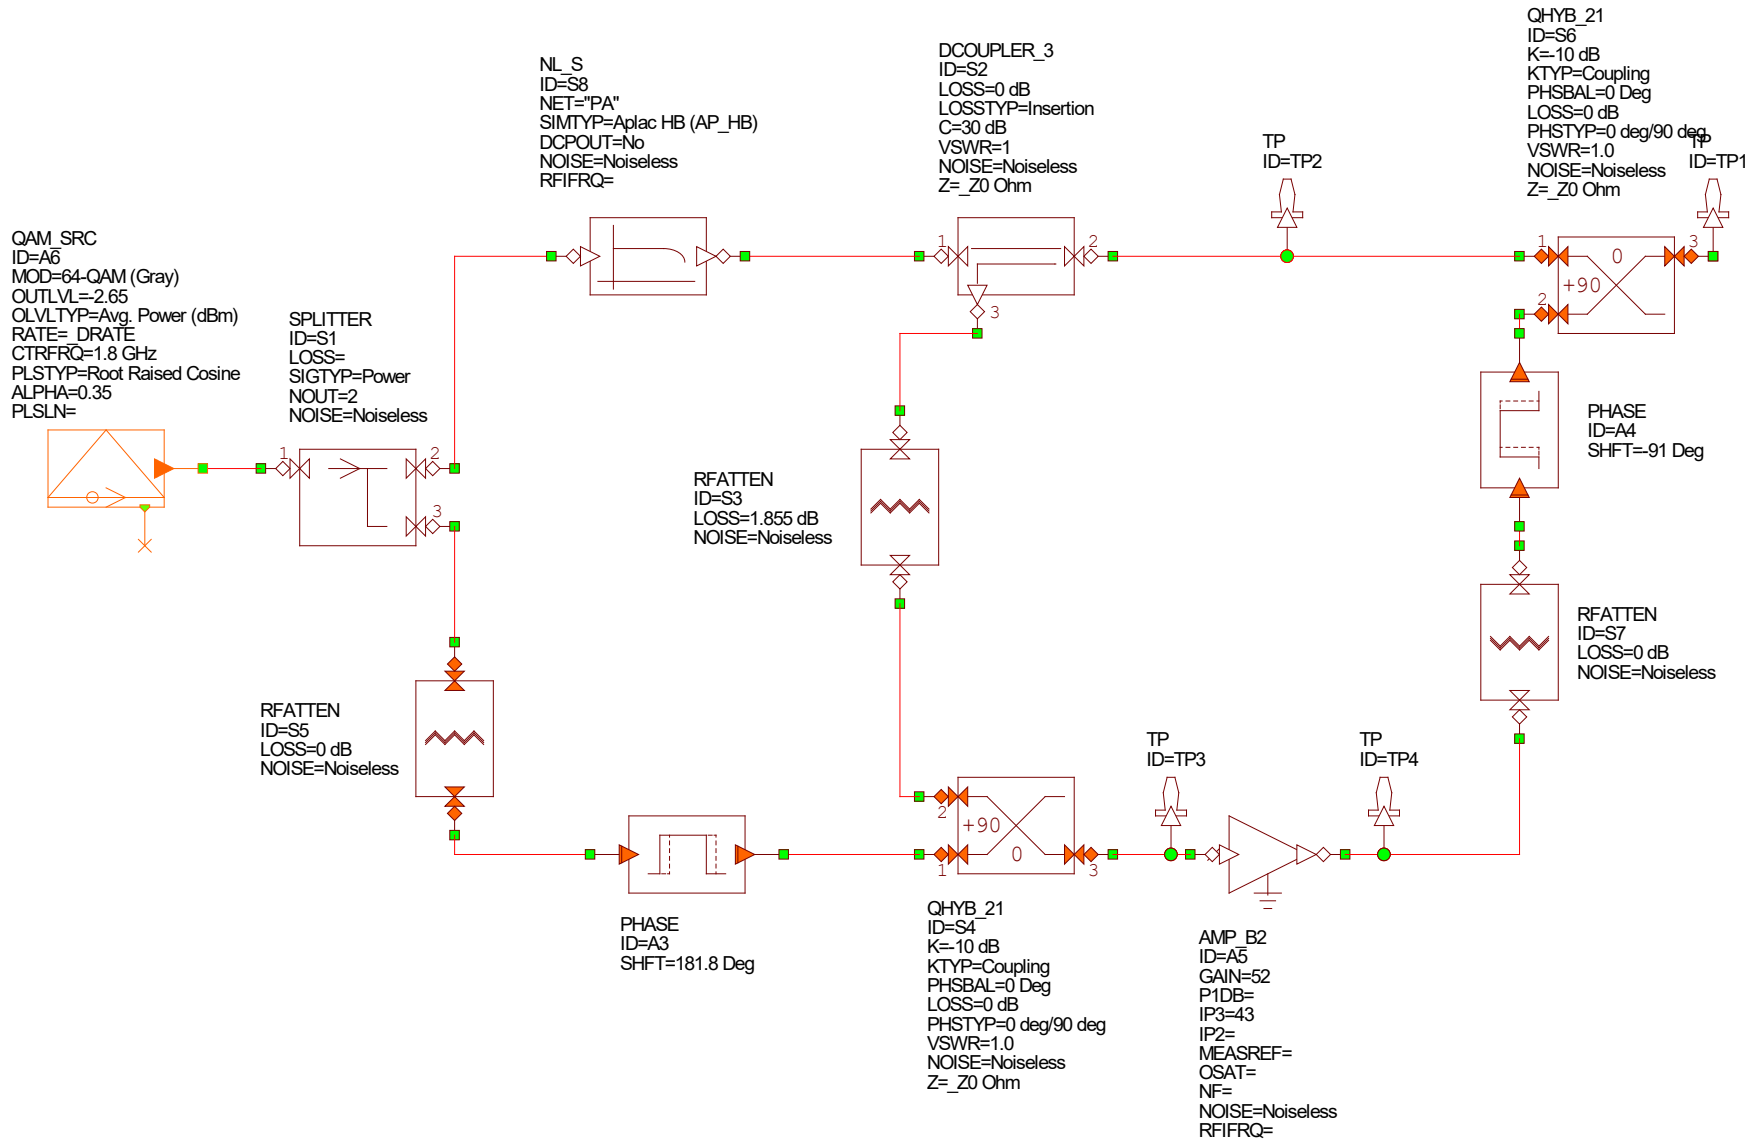 QHYB_21
ID=S6
K=-10 dB
KTYP=Coupling
PHSBAL=0 Deg
LOSS=0 dB
PHSTYP=0 deg/90 deg
VSWR=1.0
NOISE=Noiseless
Z=_Z0 Ohm
TP
ID=TP1
DCOUPLER_3
ID=S2
LOSS=0 dB
LOSSTYP=Insertion
C=30 dB
VSWR=1
NOISE=Noiseless
Z=_Z0 Ohm
NL_S
ID=S8
NET="PA"
SIMTYP=Aplac HB (AP_HB)
DCPOUT=No
NOISE=Noiseless
RFIFRQ=
TP
ID=TP2
QAM_SRC
ID=A6
MOD=64-QAM (Gray)
OUTLVL=-2.65
OLVLTYP=Avg. Power (dBm)
RATE=_DRATE
CTRFRQ=1.8 GHz
PLSTYP=Root Raised Cosine
ALPHA=0.35
PLSLN=
SPLITTER
ID=S1
LOSS=
SIGTYP=Power
NOUT=2
NOISE=Noiseless
1
2
3
1
2
3
1
2
3
0
+90
PHASE
ID=A4
SHFT=-91 Deg
RFATTEN
ID=S3
LOSS=1.855 dB
NOISE=Noiseless
RFATTEN
ID=S7
LOSS=0 dB
NOISE=Noiseless
RFATTEN
ID=S5
LOSS=0 dB
NOISE=Noiseless
TP
ID=TP3
TP
ID=TP4
2
+90
0
1
3
PHASE
ID=A3
SHFT=181.8 Deg
QHYB_21
ID=S4
K=-10 dB
KTYP=Coupling
PHSBAL=0 Deg
LOSS=0 dB
PHSTYP=0 deg/90 deg
VSWR=1.0
NOISE=Noiseless
Z=_Z0 Ohm
AMP_B2
ID=A5
GAIN=52
P1DB=
IP3=43
IP2=
MEASREF=
OSAT=
NF=
NOISE=Noiseless
RFIFRQ=